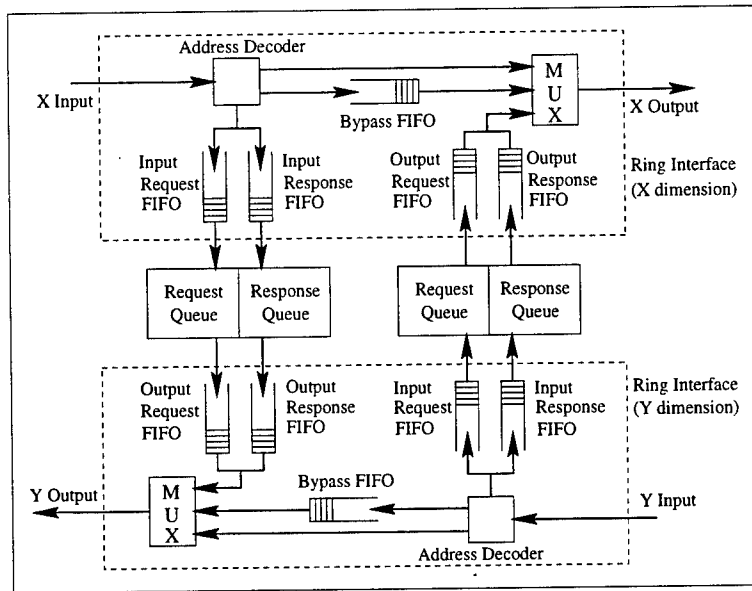 Address Decoder
X Input
M
U
X
X Output
Bypass FIFO
Input
Request
FIFO
Input
Response
FIFO
Output
Request
FIFO
Output
Response
FIFO
Ring Interface
(X dimension)
Request
Queue
Response
Queue
Request
Queue
Response
Queue
Output
Request
FIFO
Output
Response
FIFO
Input
Request
FIFO
Input
Response
FIFO
Ring Interface
(Y dimension)
Y Output
M
U
X
Bypass FIFO
Y Input
Address Decoder